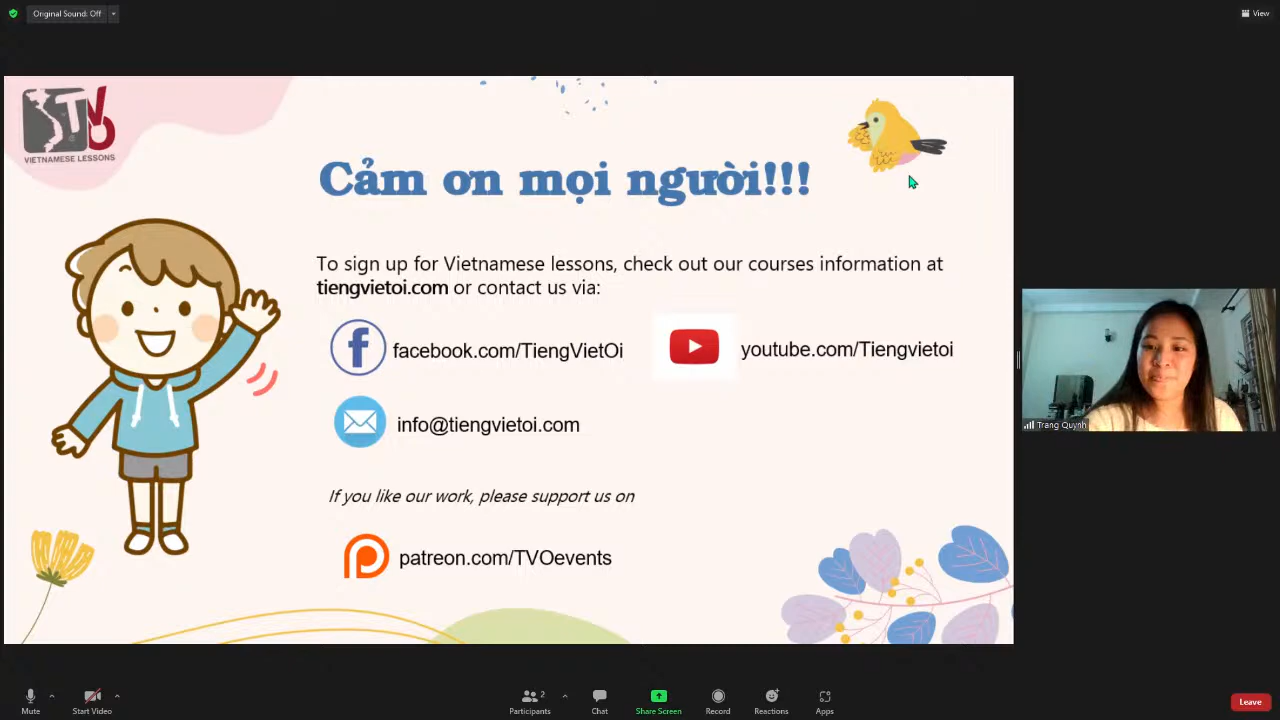 Original Sound: Off
View
TVO
VIETNAMESE LESSONS
Cảm ơn mọi người!!!
To sign up for Vietnamese lessons, check out our courses information at
tiengvietoi.com or contact us via:
facebook.com/TiengVietOi
youtube.com/Tiengvietoi
info@tiengvietoi.com
Trang Quynh
If you like our work, please support us on
patreon.com/TVOevents
Mute
Start Video
Participants
2
Chat
Share Screen
Record
Reactions
Apps
Leave